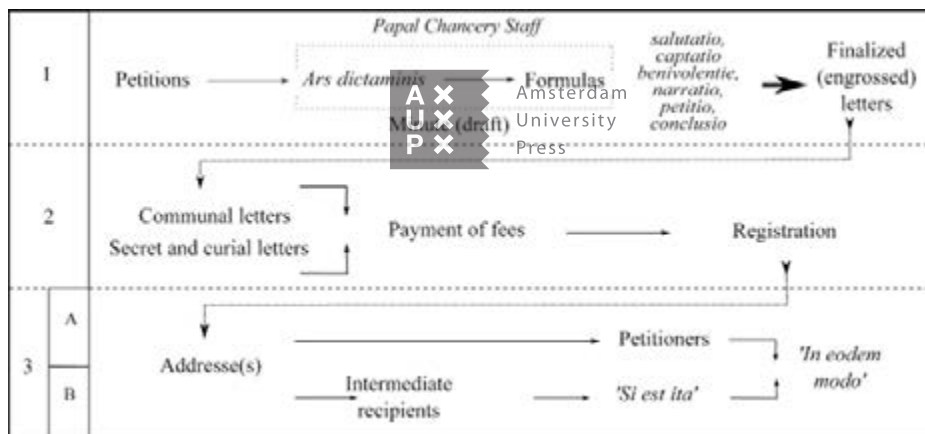 Papal Chancery Staff
1
Petitions
Ars dictaminis
Formulas
Minute (draft)
salutatio,
captatio
benivolentie,
narratio,
petitio,
conclusio
Finalized
(engrossed)
letters
AUP
Amsterdam
University
Press
2
Communal letters
Secret and curial letters
Payment of fees
Registration
3
A
B
Addresse(s)
Petitioners
Intermediate
recipients
'Si est ita'
'In eodem
modo'